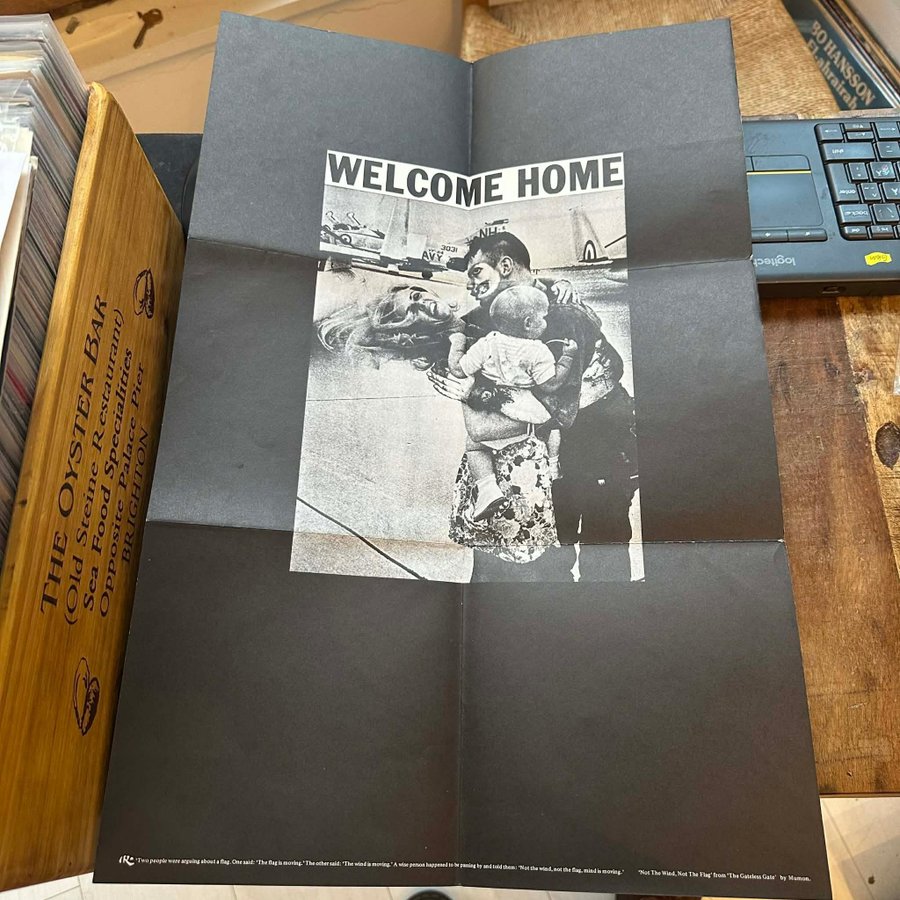 BO HANSSON
El-ahrairah
WELCOME HOME
3031
NAVY
NH
logitech
THE OYSTER BAR
(Old Steine Restaurant)
Sea Food Specialities
Opposite Palace Pier
BRIGHTON
'Two people were arguing about a flag. One said: 'The flag is moving.' The other said: 'The wind is moving.' A wise person happened to be passing by and told them: 'Not the wind, not the flag, mind is moving.' 'Not The Wind, Not The Flag' from 'The Gateless Gate' by Mumon.